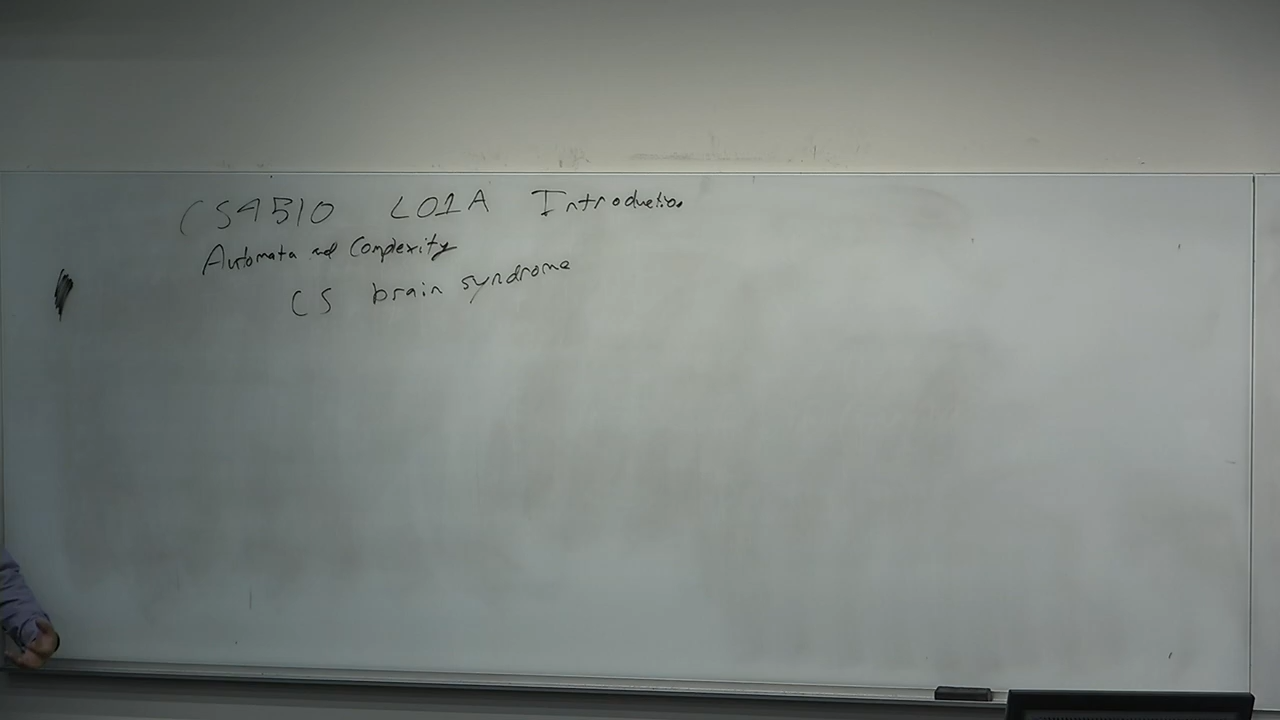 CS4510 L01A Introduction
Automata and Complexity
CS brain syndrome